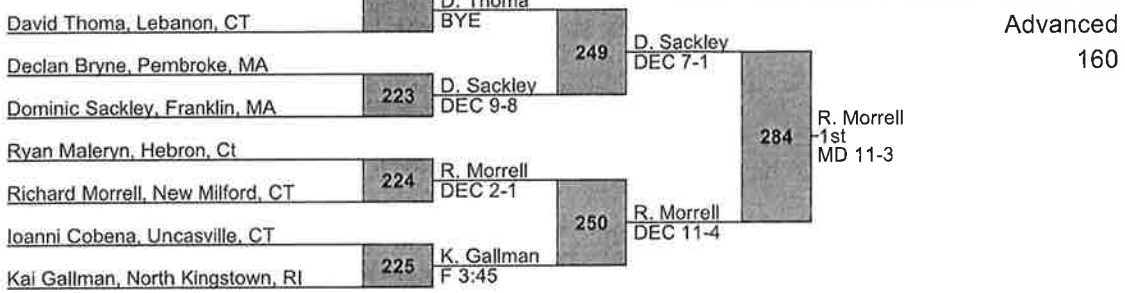 D. Thoma
David Thoma, Lebanon, CT
BYE
Advanced
160
249
D. Sackley
DEC 7-1
Declan Bryne, Pembroke, MA
223
D. Sackley
DEC 9-8
Dominic Sackley, Franklin, MA
284
R. Morrell
1st
MD 11-3
Ryan Maleryn, Hebron, Ct
224
R. Morrell
DEC 2-1
Richard Morrell, New Milford, CT
250
R. Morrell
DEC 11-4
Ioanni Cobena, Uncasville, CT
225
K. Gallman
F 3:45
Kai Gallman, North Kingstown, RI